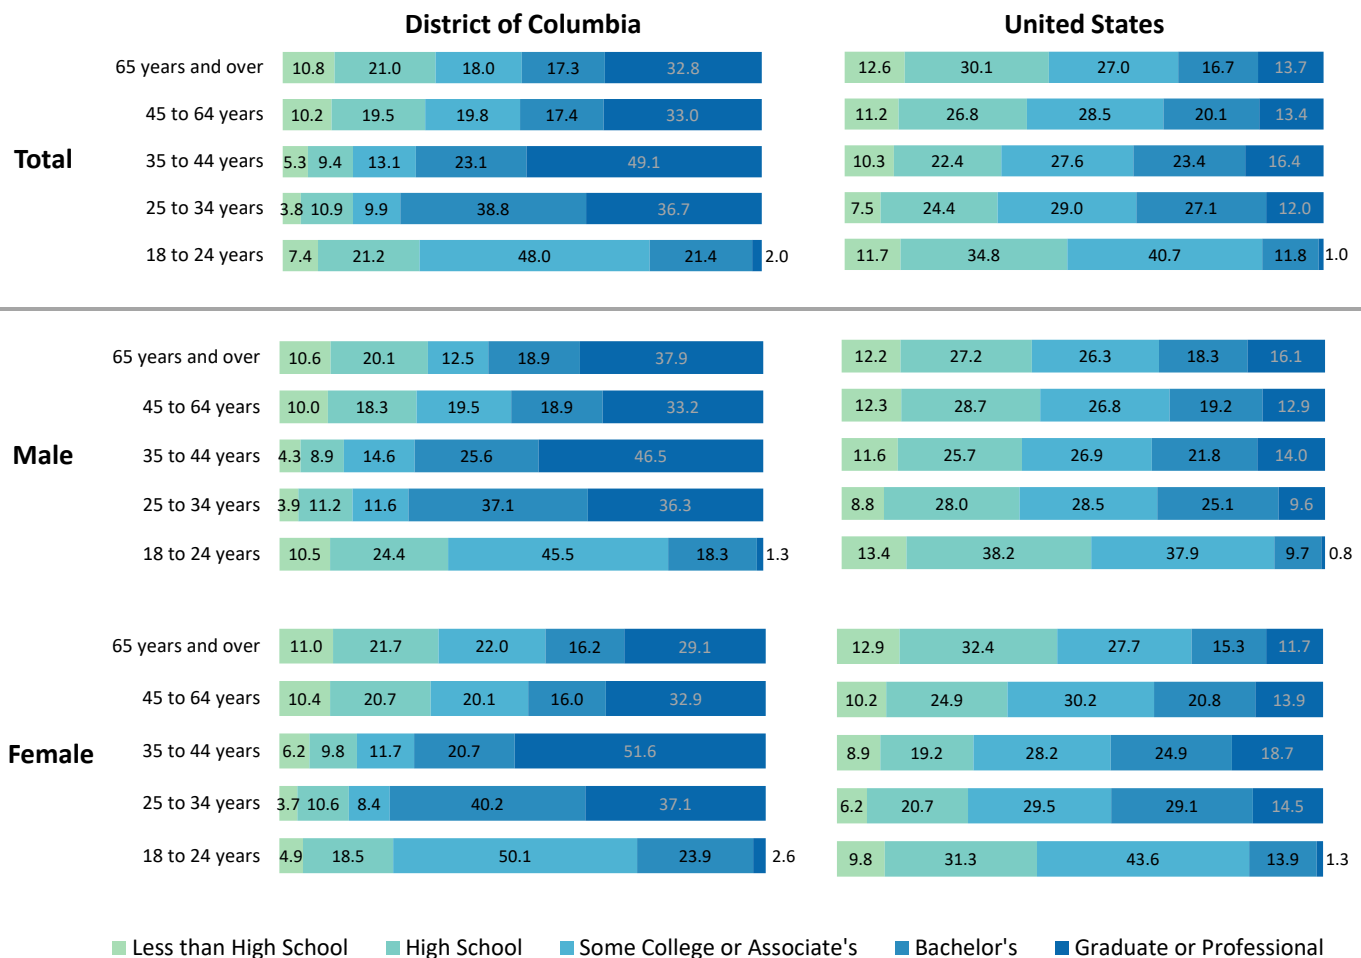 District of Columbia United States
65 years and over 10.8 21.0 18.0 17.3 32.8 12.6 30.1 27.0 16.7 13.7
45 to 64 years 10.2 19.5 19.8 17.4 33.0 11.2 26.8 28.5 20.1 13.4
Total 35 to 44 years 5.3 9.4 13.1 23.1 49.1 10.3 22.4 27.6 23.4 16.4
25 to 34 years 3.8 10.9 9.9 38.8 36.7 7.5 24.4 29.0 27.1 12.0
18 to 24 years 7.4 21.2 48.0 21.4 2.0 11.7 34.8 40.7 11.8 1.0
65 years and over 10.6 20.1 12.5 18.9 37.9 12.2 27.2 26.3 18.3 16.1
45 to 64 years 10.0 18.3 19.5 18.9 33.2 12.3 28.7 26.8 19.2 12.9
Male 35 to 44 years 4.3 8.9 14.6 25.6 46.5 11.6 25.7 26.9 21.8 14.0
25 to 34 years 3.9 11.2 11.6 37.1 36.3 8.8 28.0 28.5 25.1 9.6
18 to 24 years 10.5 24.4 45.5 18.3 1.3 13.4 38.2 37.9 9.7 0.8
65 years and over 11.0 21.7 22.0 16.2 29.1 12.9 32.4 27.7 15.3 11.7
45 to 64 years 10.4 20.7 20.1 16.0 32.9 10.2 24.9 30.2 20.8 13.9
Female 35 to 44 years 6.2 9.8 11.7 20.7 51.6 8.9 19.2 28.2 24.9 18.7
25 to 34 years 3.7 10.6 8.4 40.2 37.1 6.2 20.7 29.5 29.1 14.5
18 to 24 years 4.9 18.5 50.1 23.9 2.6 9.8 31.3 43.6 13.9 1.3
Less than High School High School Some College or Associate's Bachelor's Graduate or Professional